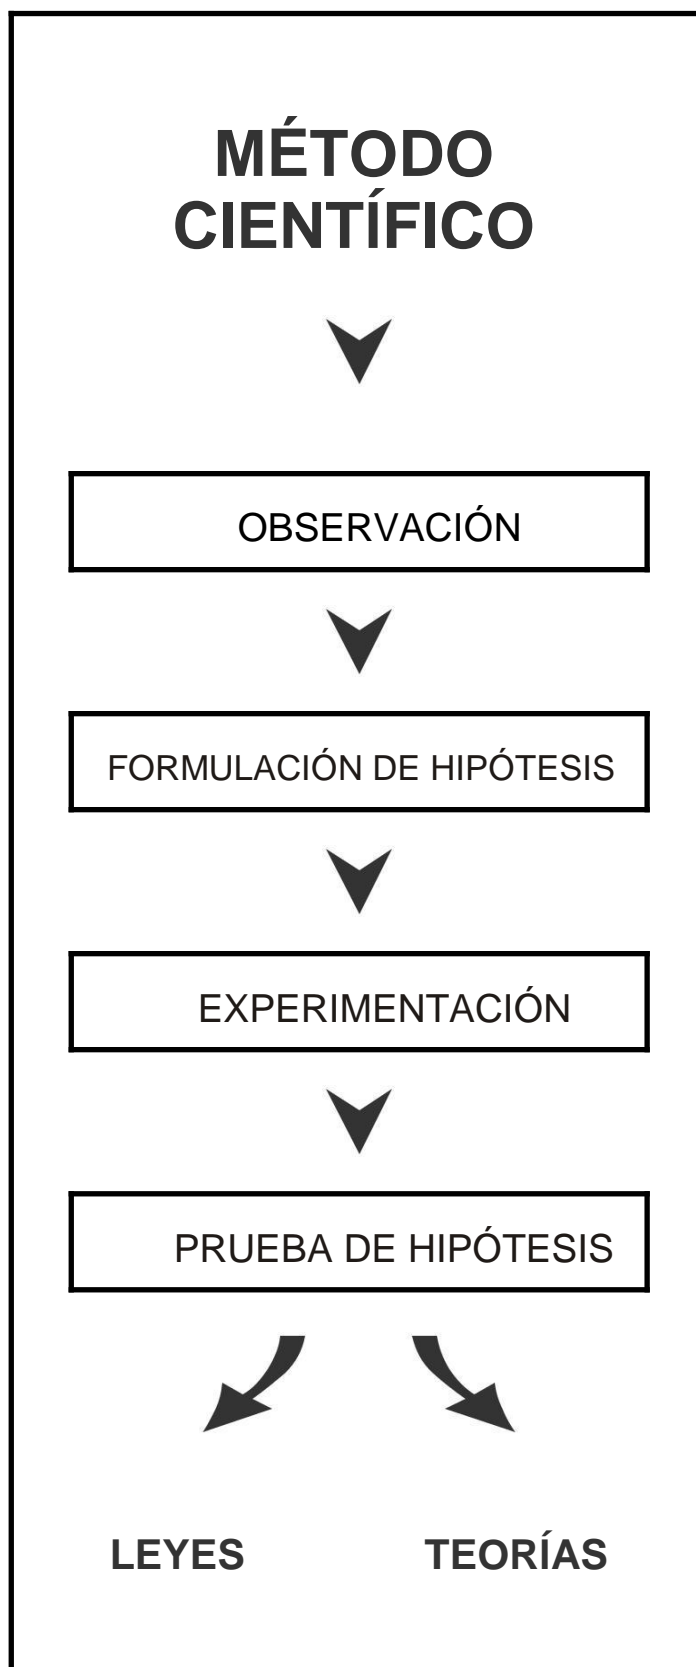 MÉTODO
CIENTÍFICO
OBSERVACIÓN
FORMULACIÓN DE HIPÓTESIS
EXPERIMENTACIÓN
PRUEBA DE HIPÓTESIS
LEYES
TEORÍAS